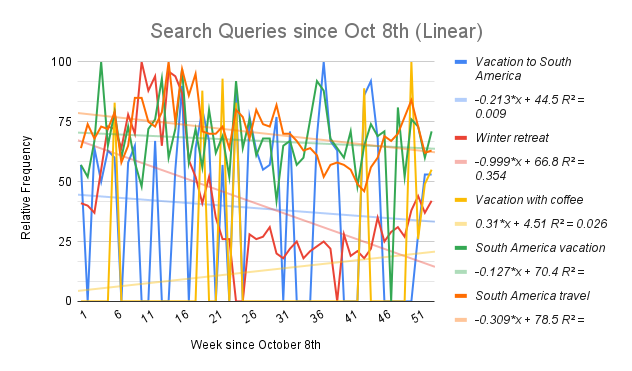 Search Queries since Oct 8th (Linear)
100
75
50
25
0
Relative Frequency
1
6
11
16
21
26
31
36
41
46
51
Week since October 8th
Vacation to South
America
-0.213*x + 44.5 R² =
0.009
Winter retreat
-0.999*x + 66.8 R² =
0.354
Vacation with coffee
0.31*x + 4.51 R² = 0.026
South America vacation
-0.127*x + 70.4 R² =
South America travel
-0.309*x + 78.5 R² =